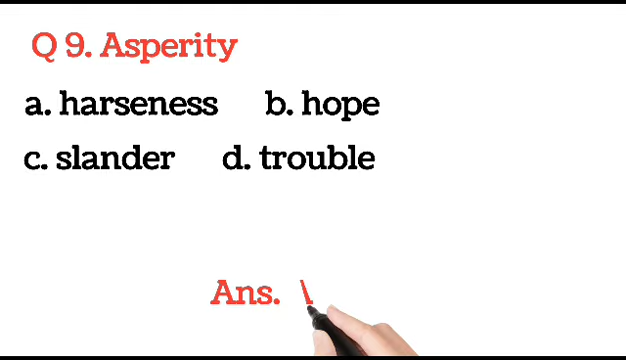 Q 9. Asperity
a. harseness b. hope
c. slander d. trouble
Ans.